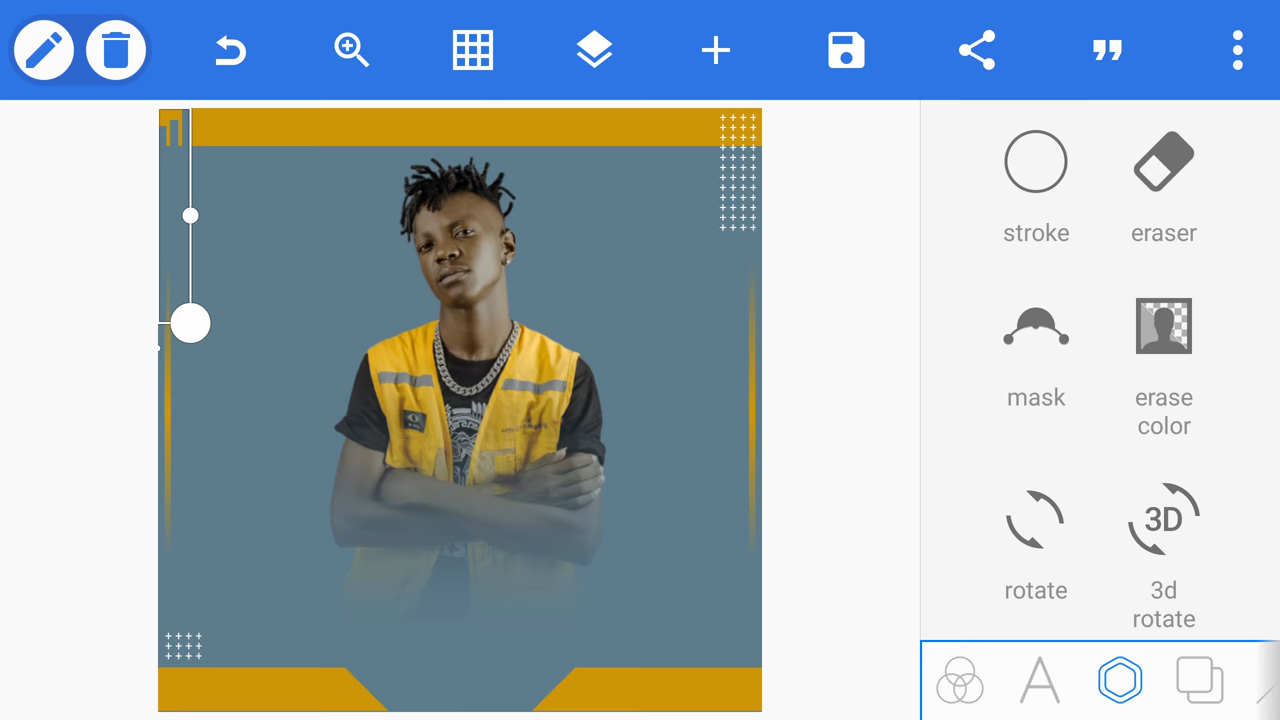 stroke
eraser
mask
erase
color
rotate
3D
3d
rotate
A